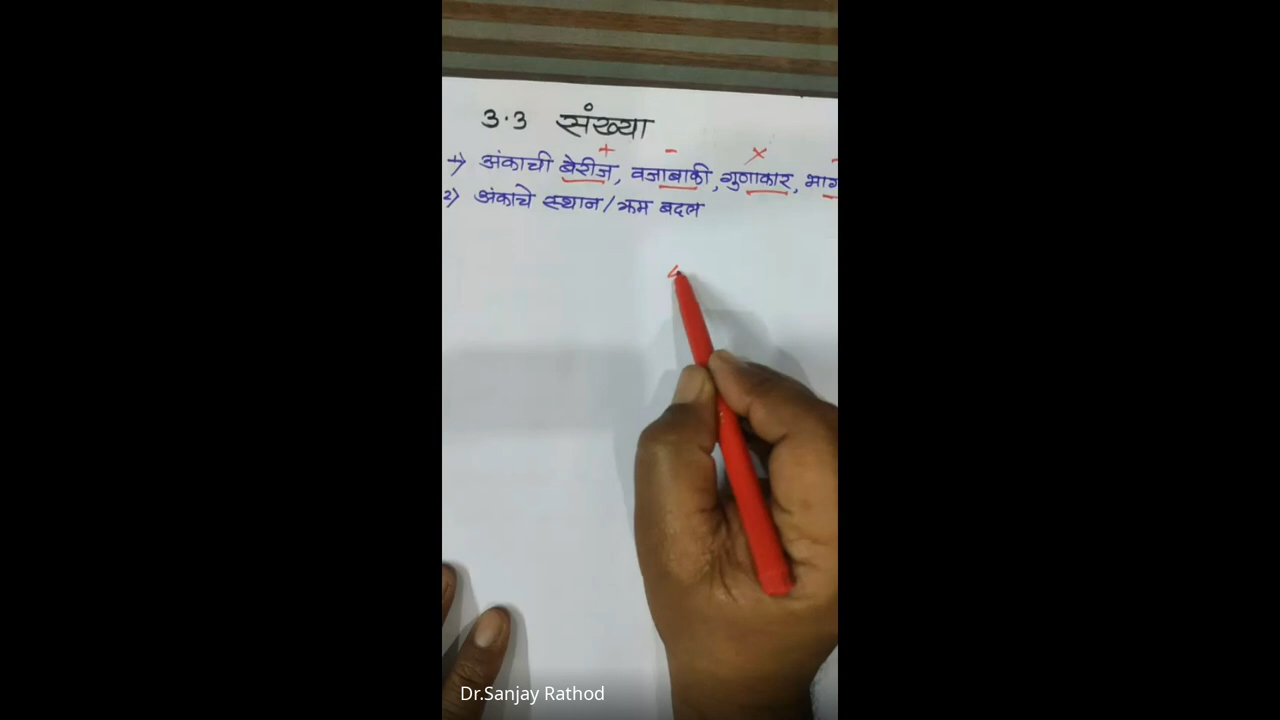 3.3 संख्या
+ - ×
1) अंकाची बेरीज, वजाबाकी, गुणाकार, भाग
2) अंकाचे स्थान/क्रम बदल
Dr.Sanjay Rathod